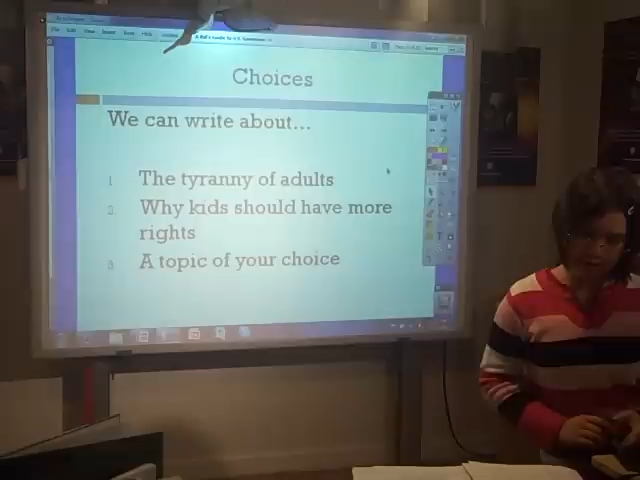 Choices
We can write about...
1. The tyranny of adults
2. Why kids should have more
rights
3. A topic of your choice